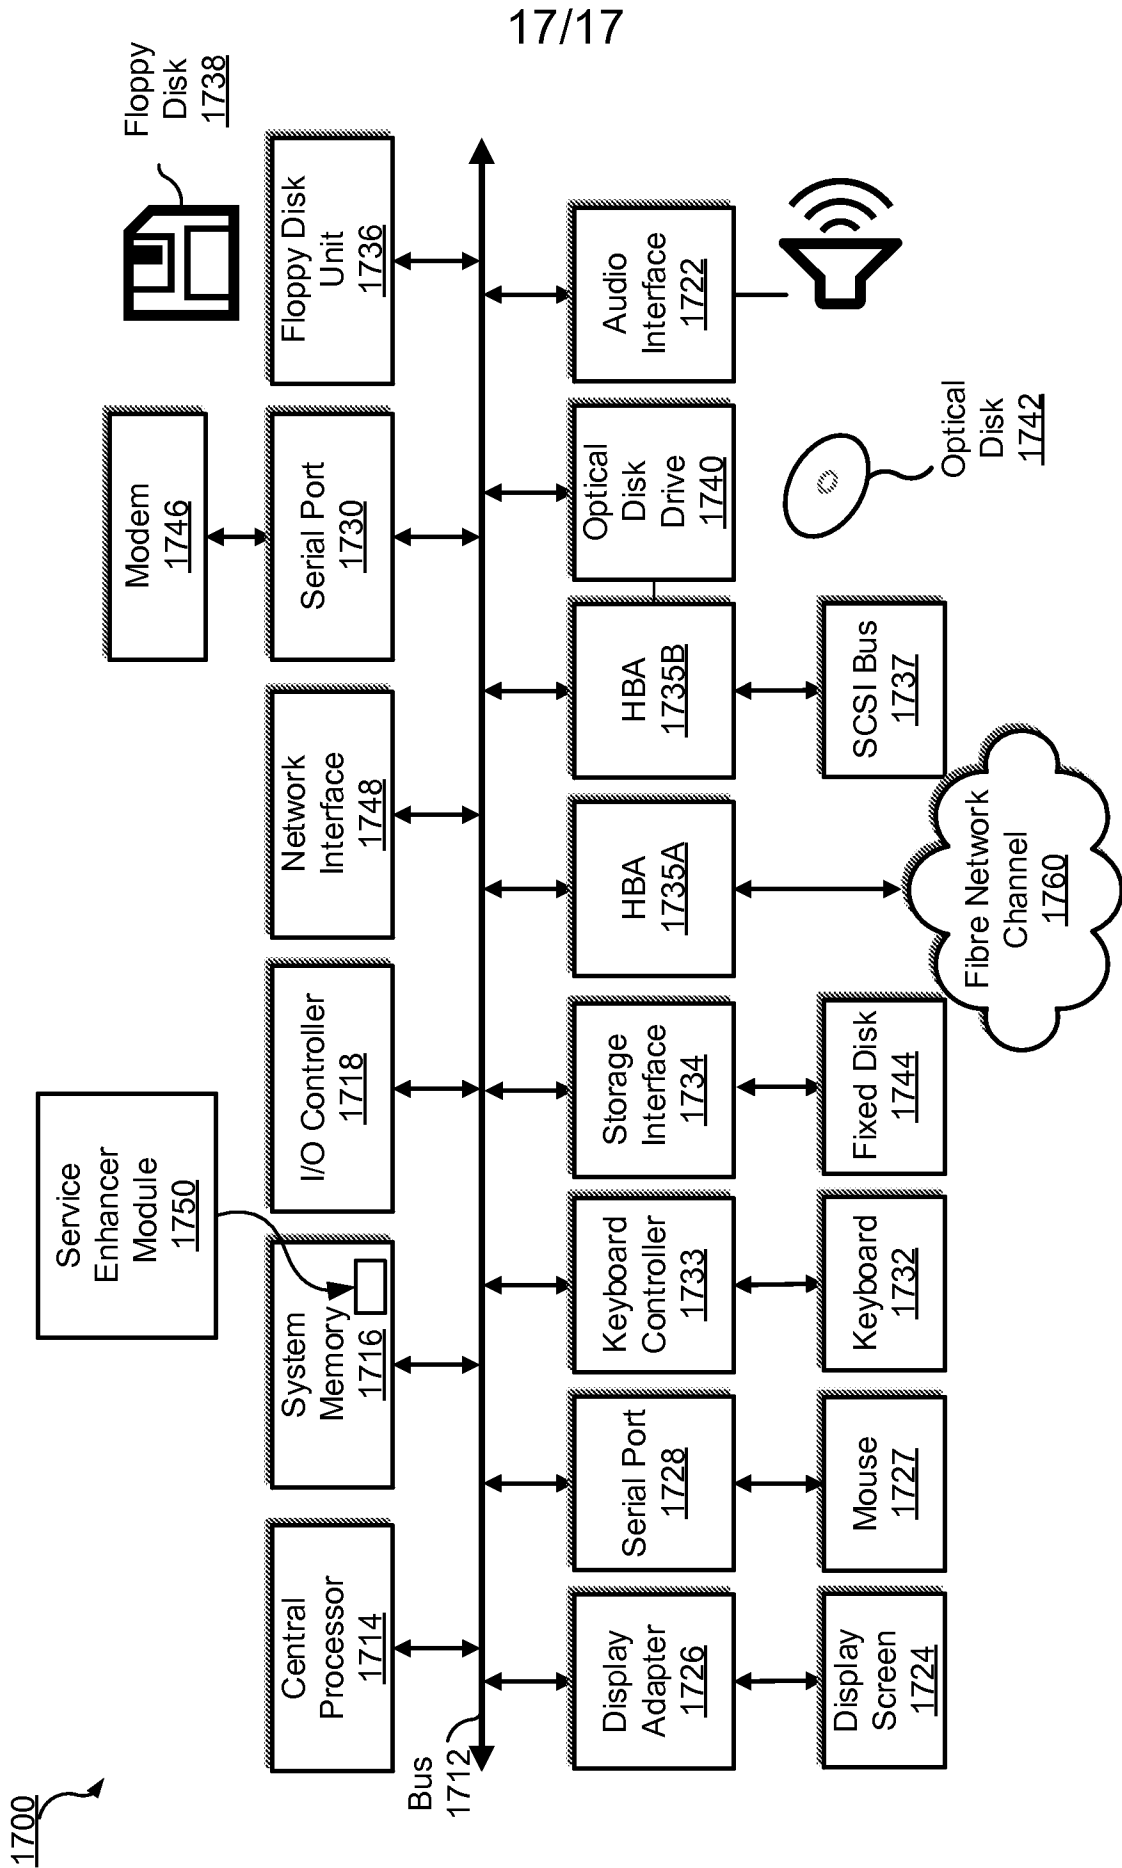 17/17
1700
Service
Enhancer
Module
1750
Modem
1746
Floppy
Disk
1738
Central
Processor
1714
System
Memory
1716
I/O Controller
1718
Network
Interface
1748
Serial Port
1730
Floppy Disk
Unit
1736
Bus
1712
Display
Adapter
1726
Serial Port
1728
Keyboard
Controller
1733
Storage
Interface
1734
HBA
1735A
HBA
1735B
Optical
Disk
Drive
1740
Audio
Interface
1722
Display
Screen
1724
Mouse
1727
Keyboard
1732
Fixed Disk
1744
Fibre Network
Channel
1760
SCSI Bus
1737
Optical
Disk
1742